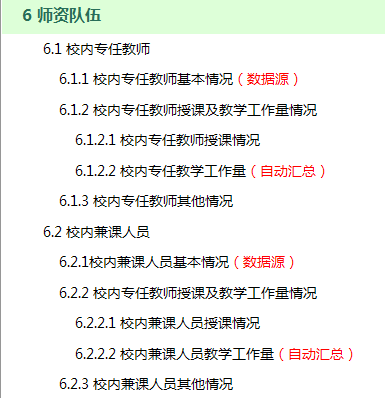 6 师资队伍
6.1 校内专任教师
6.1.1 校内专任教师基本情况（数据源）
6.1.2 校内专任教师授课及教学工作量情况
6.1.2.1 校内专任教师授课情况
6.1.2.2 校内专任教学工作量（自动汇总）
6.1.3 校内专任教师其他情况
6.2 校内兼课人员
6.2.1校内兼课人员基本情况（数据源）
6.2.2 校内专任教师授课及教学工作量情况
6.2.2.1 校内兼课人员授课情况
6.2.2.2 校内兼课人员教学工作量（自动汇总）
6.2.3 校内兼课人员其他情况